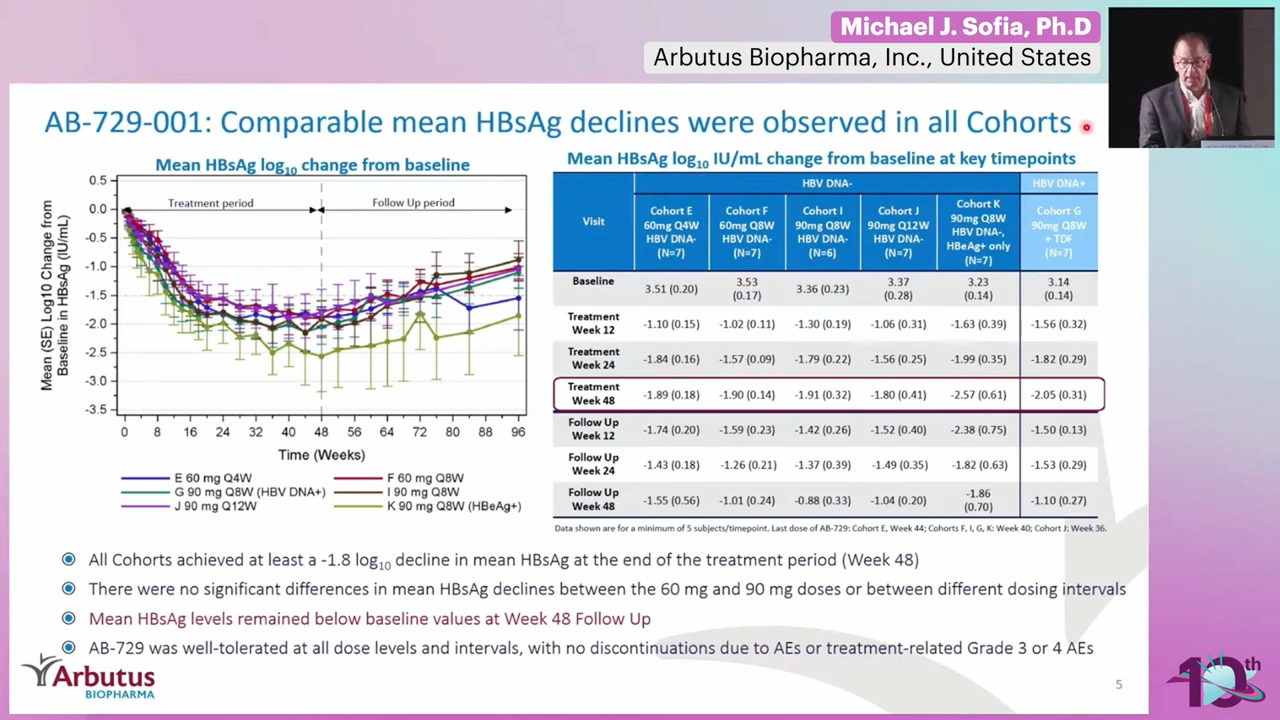 Michael J. Sofia, Ph.D
Arbutus Biopharma, Inc., United States
AB-729-001: Comparable mean HBsAg declines were observed in all Cohorts
Mean HBsAg log10 change from baseline
Mean (SE) Log10 Change from
Baseline in HBsAg (IU/mL)
0.5
0.0
-0.5
-1.0
-1.5
-2.0
-2.5
-3.0
-3.5
Treatment period
Follow Up period
0 8 16 24 32 40 48 56 64 72 80 88 96
Time (Weeks)
E 60 mg Q4W
F 60 mg Q8W
G 90 mg Q8W (HBV DNA+)
I 90 mg Q8W
J 90 mg Q12W
K 90 mg Q8W (HBeAg+)
Mean HBsAg log10 IU/mL change from baseline at key timepoints
HBV DNA- HBV DNA+
Visit
Cohort E
60mg Q4W
HBV DNA-
(N=7)
Cohort F
60mg Q8W
HBV DNA-
(N=7)
Cohort I
90mg Q8W
HBV DNA-
(N=6)
Cohort J
90mg Q12W
HBV DNA-
(N=7)
Cohort K
90mg Q8W
HBV DNA-,
HBeAg+ only
(N=7)
Cohort G
90mg Q8W
+ TDF
(N=7)
Baseline 3.51 (0.20) 3.53 (0.17) 3.36 (0.23) 3.37 (0.28) 3.23 (0.14) 3.14 (0.14)
Treatment Week 12 -1.10 (0.15) -1.02 (0.11) -1.30 (0.19) -1.06 (0.31) -1.63 (0.39) -1.56 (0.32)
Treatment Week 24 -1.84 (0.16) -1.57 (0.09) -1.79 (0.22) -1.56 (0.25) -1.99 (0.35) -1.82 (0.29)
Treatment Week 48 -1.89 (0.18) -1.90 (0.14) -1.91 (0.32) -1.80 (0.41) -2.57 (0.61) -2.05 (0.31)
Follow Up Week 12 -1.74 (0.20) -1.59 (0.23) -1.42 (0.26) -1.52 (0.40) -2.38 (0.75) -1.50 (0.13)
Follow Up Week 24 -1.43 (0.18) -1.26 (0.21) -1.37 (0.39) -1.49 (0.35) -1.82 (0.63) -1.53 (0.29)
Follow Up Week 48 -1.55 (0.56) -1.01 (0.24) -0.88 (0.33) -1.04 (0.20) -1.86 (0.70) -1.10 (0.27)
Data shown are for a minimum of 5 subjects/timepoint. Last dose of AB-729: Cohort E, Week 44; Cohorts F, I, G, K: Week 40; Cohort J: Week 36.
All Cohorts achieved at least a -1.8 log10 decline in mean HBsAg at the end of the treatment period (Week 48)
There were no significant differences in mean HBsAg declines between the 60 mg and 90 mg doses or between different dosing intervals
Mean HBsAg levels remained below baseline values at Week 48 Follow Up
AB-729 was well-tolerated at all dose levels and intervals, with no discontinuations due to AEs or treatment-related Grade 3 or 4 AEs
Arbutus
BIOPHARMA
5
10th